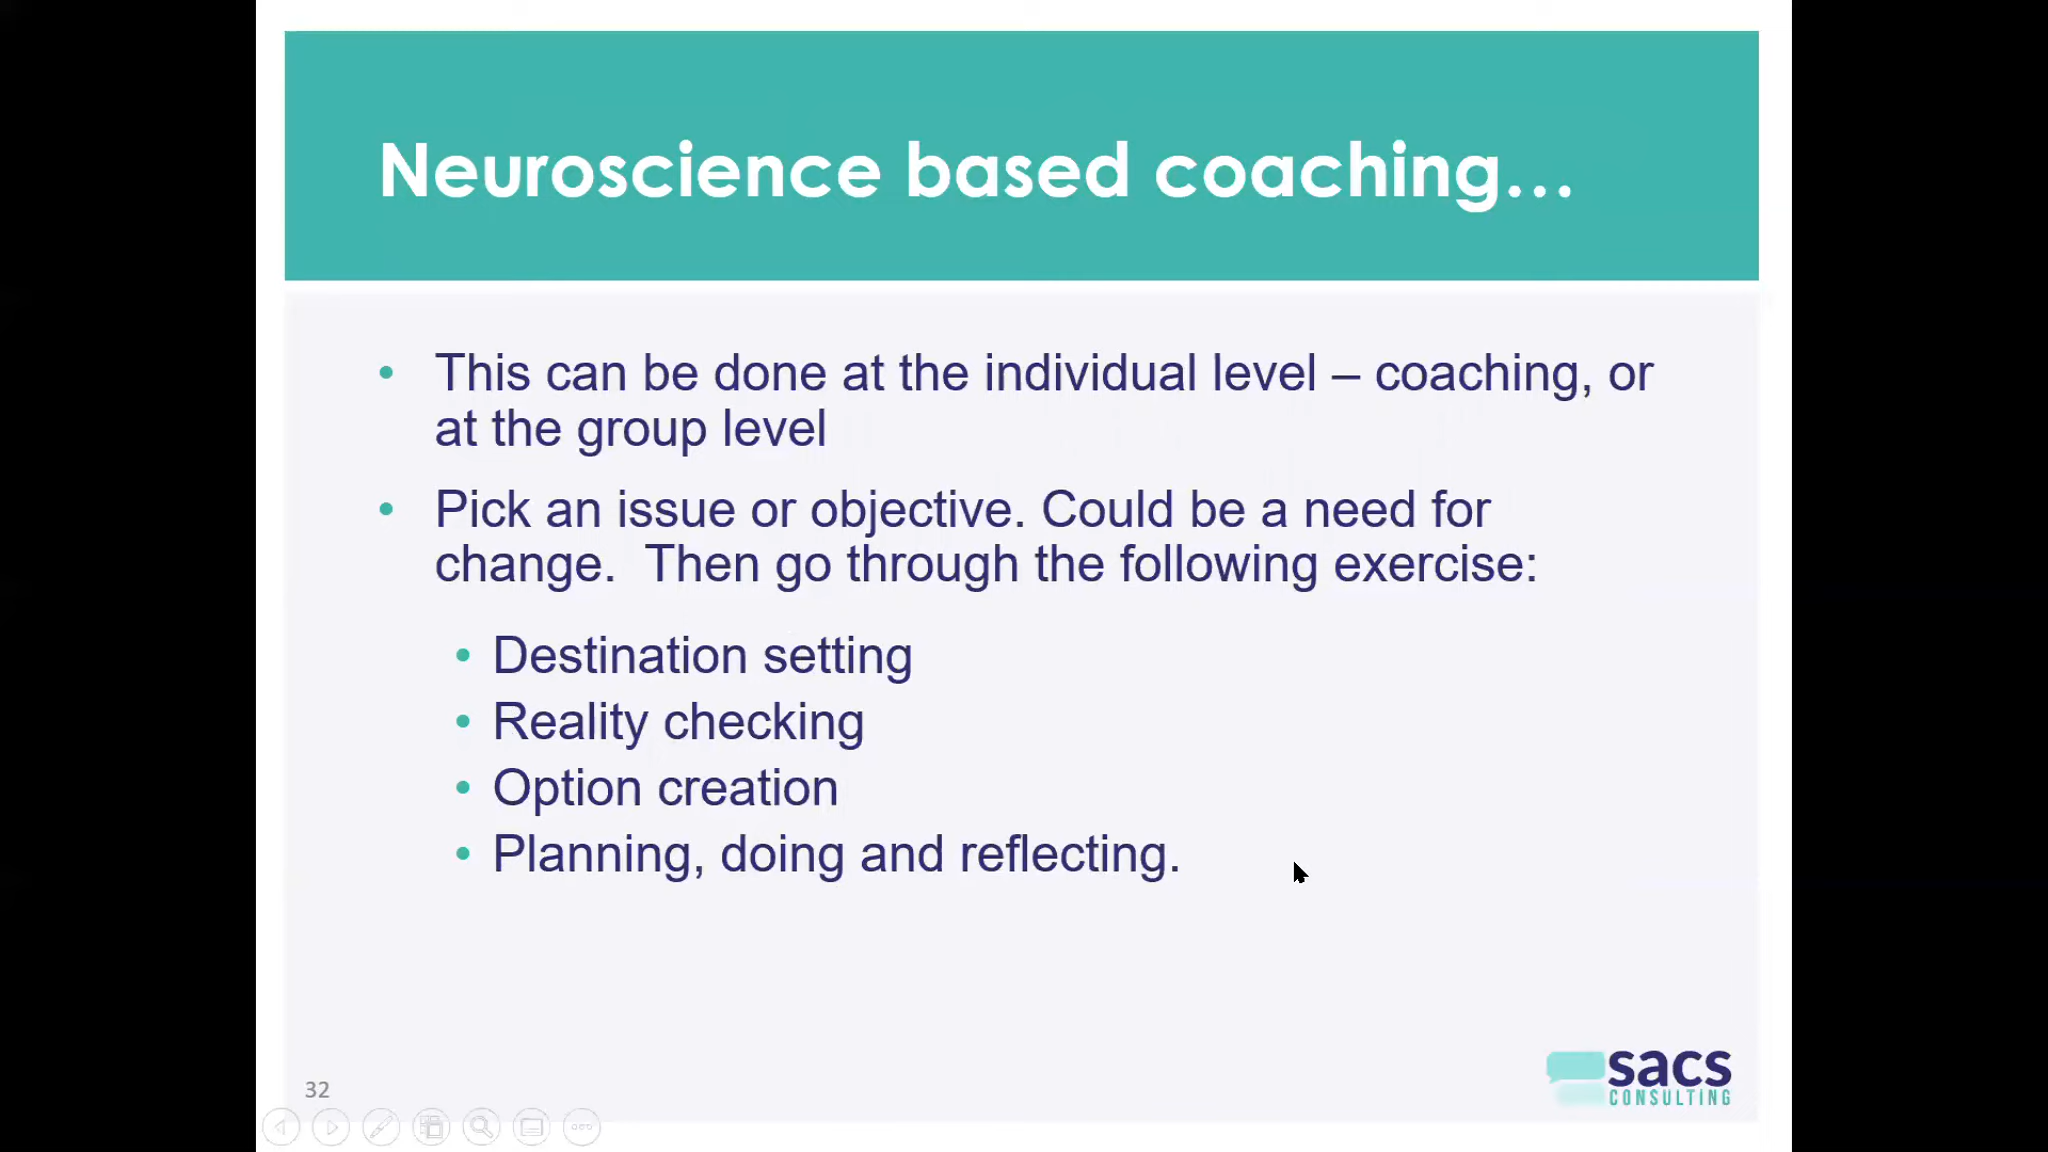 Neuroscience based coaching...
• This can be done at the individual level – coaching, or
at the group level
• Pick an issue or objective. Could be a need for
change.  Then go through the following exercise:
• Destination setting
• Reality checking
• Option creation
• Planning, doing and reflecting.
32
sacs
CONSULTING